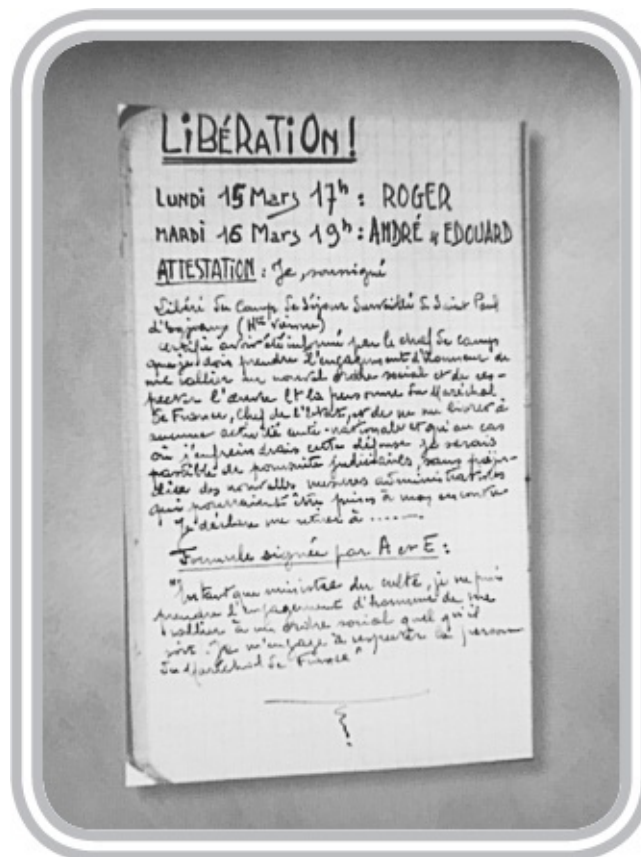 LIBÉRATION !
LUNDI 15 Mars 17h : ROGER
MARDI 16 Mars 19h : ANDRÉ & EDOUARD
ATTESTATION : Je, soussigné
Libéré du Camp de Séjour Surveillé de Saint Paul
d'Eyjeaux (Hte Vienne)
certifie avoir été informé par le chef de camp
que je dois prendre l'engagement d'honneur de
me rallier au nouvel ordre social et de res-
pecter l'œuvre et la personne du Maréchal
de France, Chef de l'Etat, et de ne me livrer à
aucune activité anti-nationale et qu'au cas
où j'enfreindrais cette défense je serais
passible de poursuite judiciaires, sans préju-
dice des nouvelles mesures administratives
qui pourraient être prises à mon encontre
Je déclare me retirer à ......
Formule signée par A et E :
"En tant que ministre du culte, je ne puis
prendre l'engagement d'honneur de me
rallier à un ordre social quel qu'il
soit. Je m'engage à respecter la personne
du Maréchal de France"